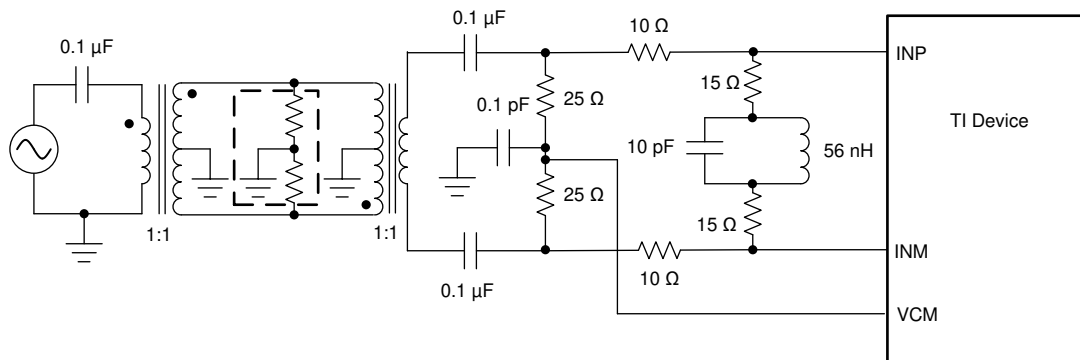 0.1 µF
10 Ω
0.1 µF
INP
15 Ω
0.1 pF
25 Ω
TI Device
10 pF
56 nH
25 Ω
15 Ω
1:1
1:1
INM
10 Ω
0.1 µF
VCM